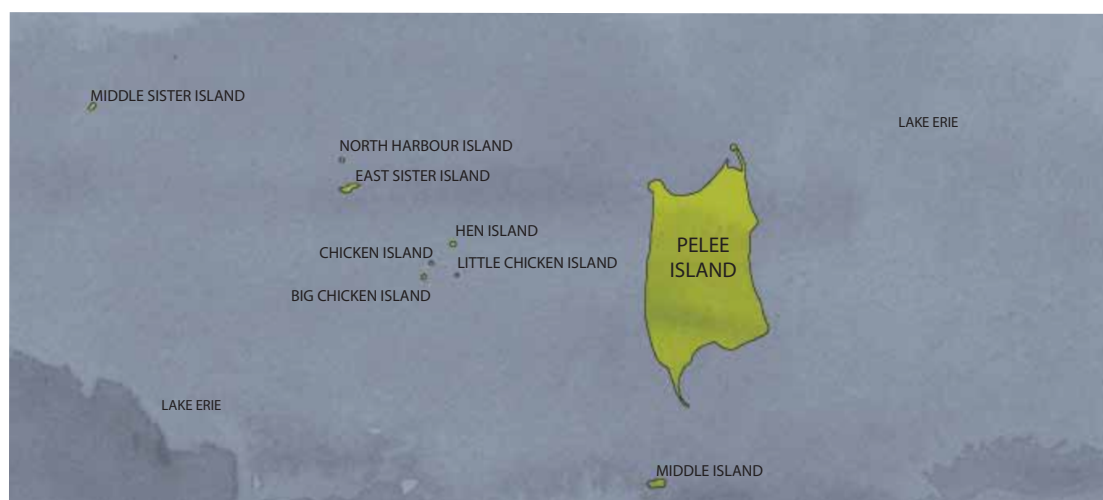 MIDDLE SISTER ISLAND
LAKE ERIE
NORTH HARBOUR ISLAND
EAST SISTER ISLAND
HEN ISLAND
PELEE
ISLAND
CHICKEN ISLAND
LITTLE CHICKEN ISLAND
BIG CHICKEN ISLAND
LAKE ERIE
MIDDLE ISLAND